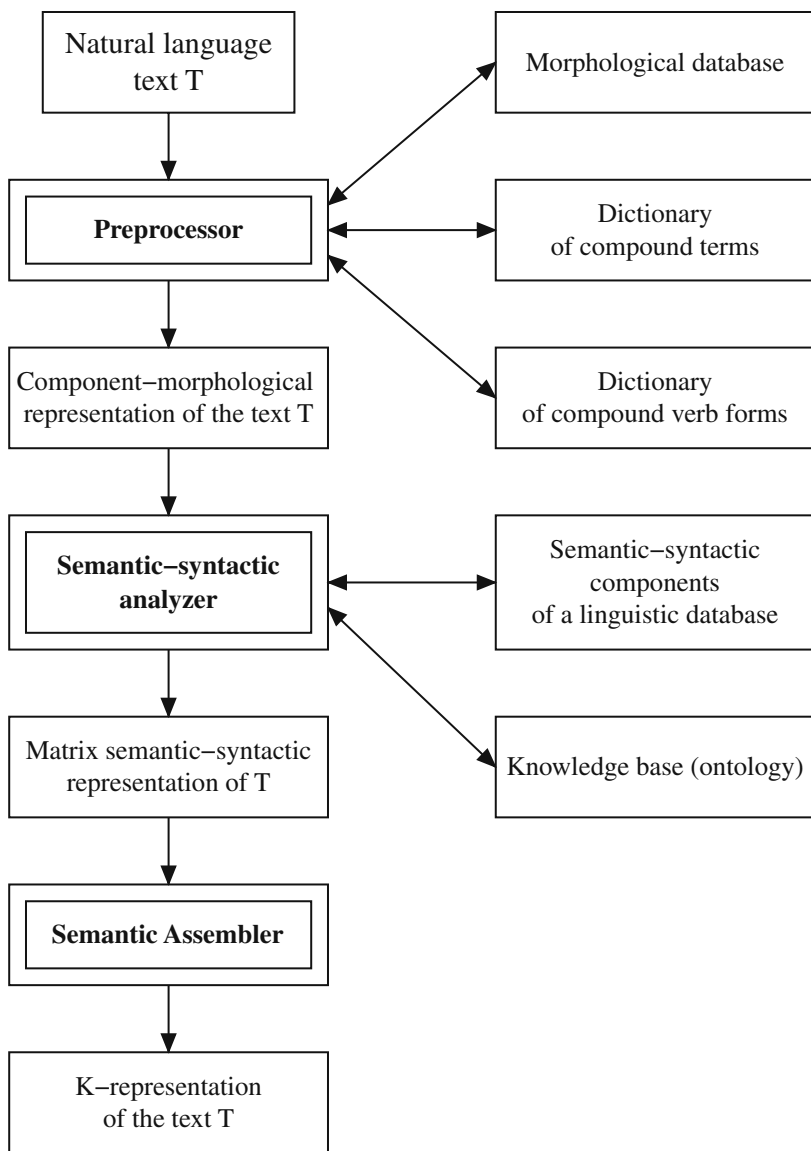 Natural language
text T
Morphological database
Preprocessor
Dictionary
of compound terms
Component−morphological
representation of the text T
Dictionary
of compound verb forms
Semantic−syntactic
analyzer
Semantic−syntactic
components
of a linguistic database
Matrix semantic−syntactic
representation of T
Knowledge base (ontology)
Semantic Assembler
K−representation
of the text T